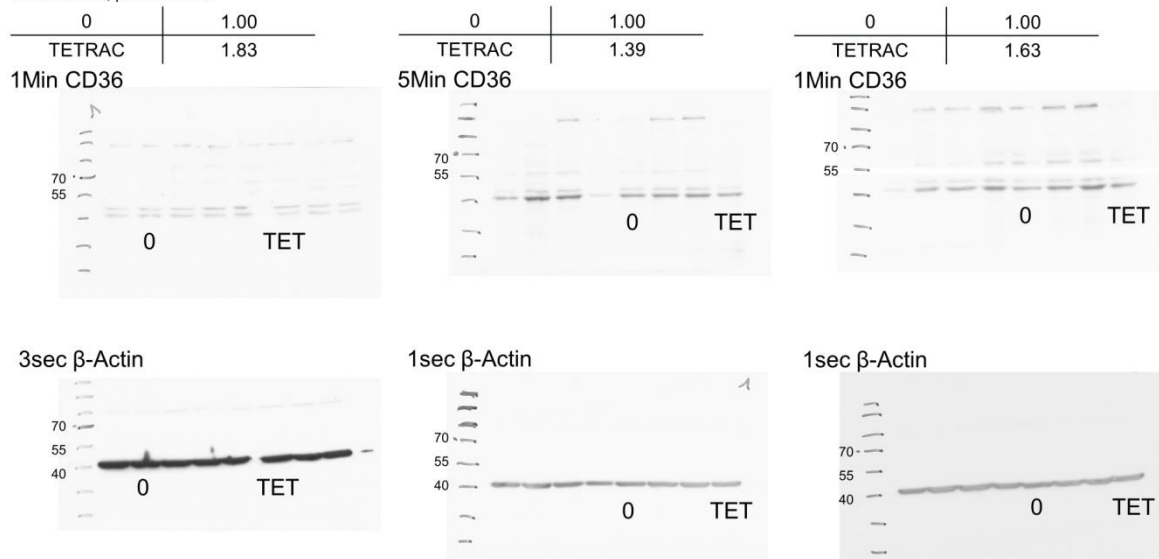 0 1.00
TETRAC 1.83
1Min CD36
70
55
0 TET
0 1.00
TETRAC 1.39
5Min CD36
70
55
0 TET
0 1.00
TETRAC 1.63
1Min CD36
70
55
0 TET
3sec β-Actin
70
55
40
0 TET
1sec β-Actin
1
70
55
40
0 TET
1sec β-Actin
70
55
40
0 TET